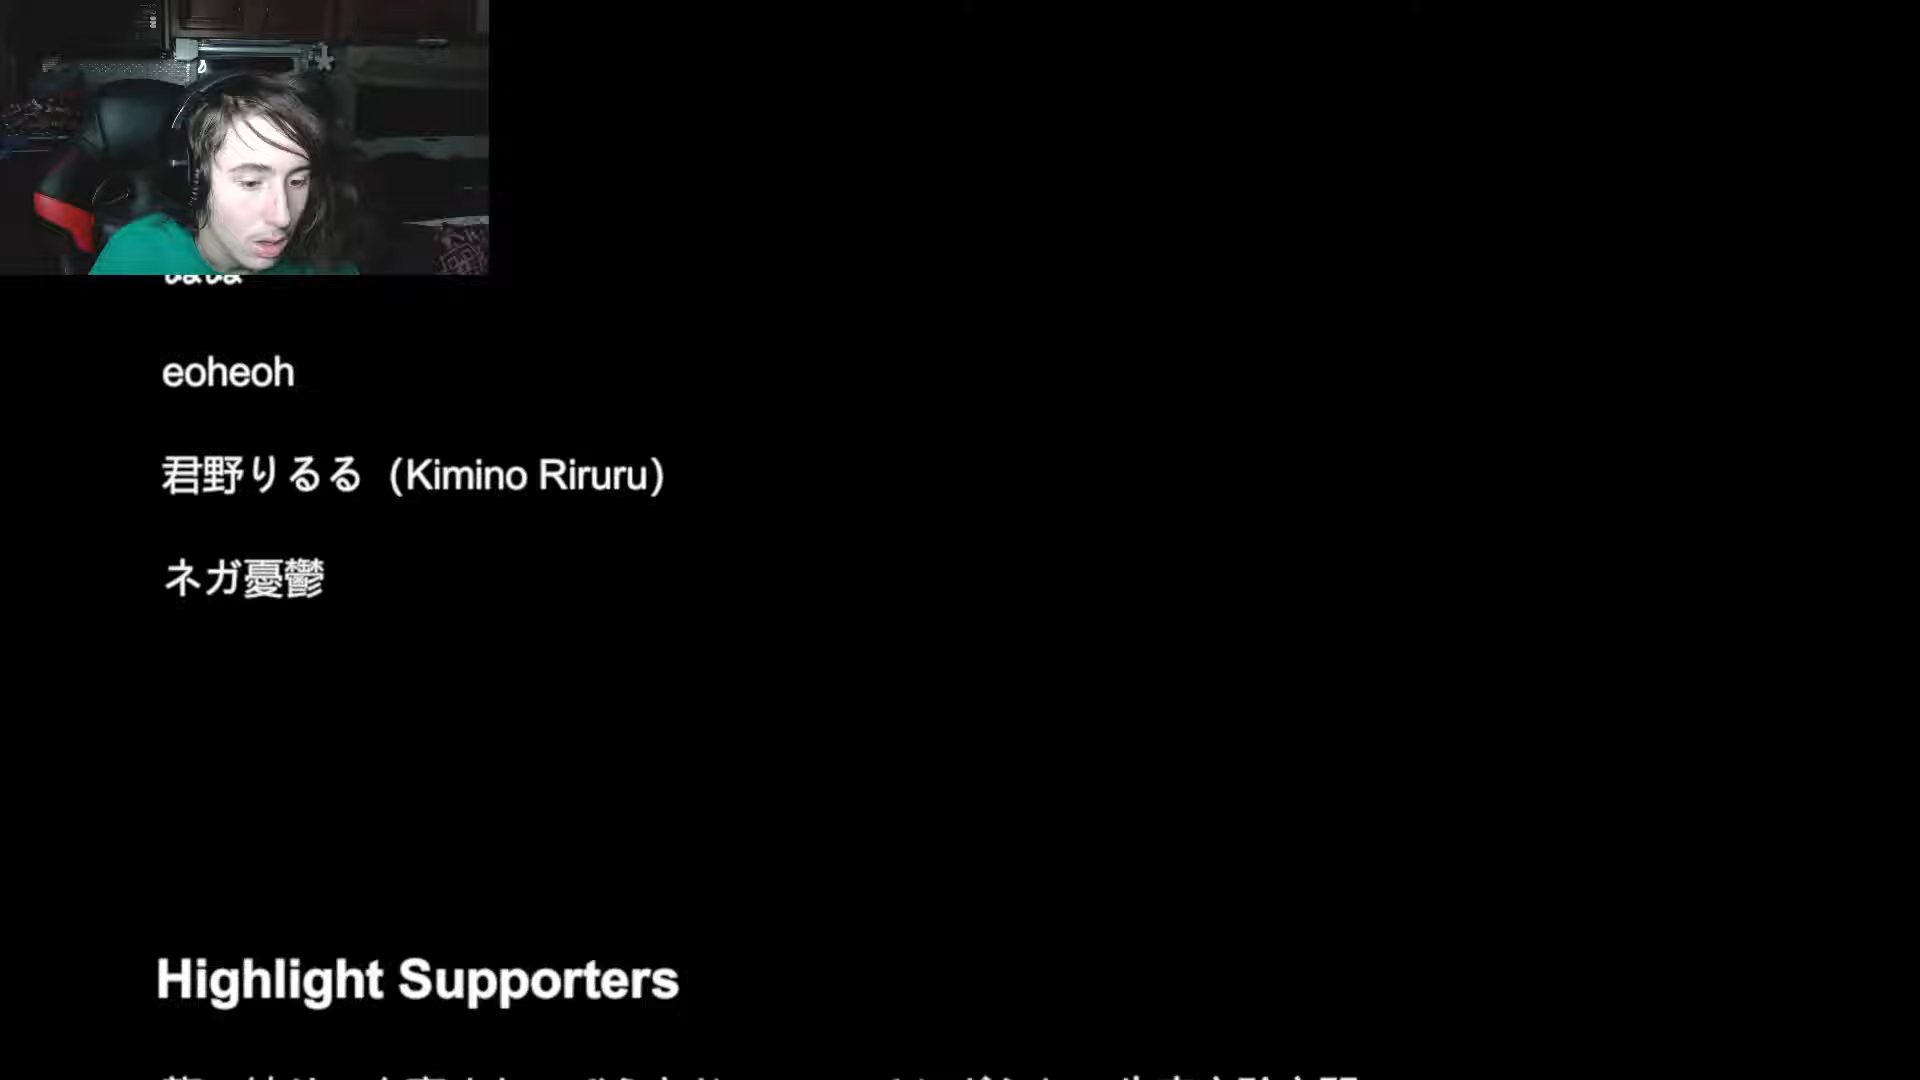 eoheoh
君野りるる（Kimino Riruru）
ネガ憂鬱
Highlight Supporters